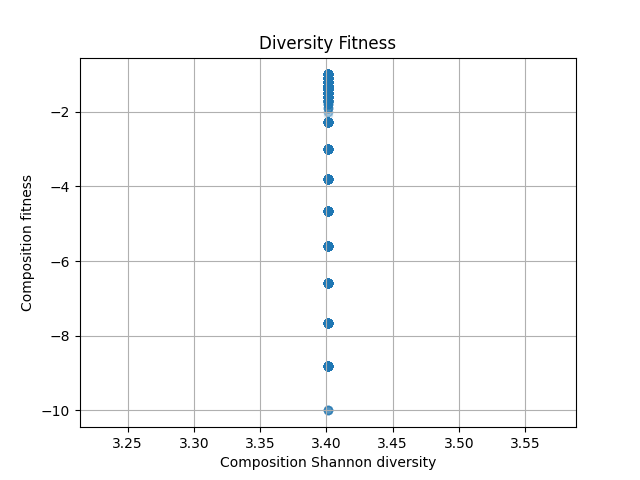 Diversity Fitness
Composition fitness
−2
−4
−6
−8
−10
3.25 3.30 3.35 3.40 3.45 3.50 3.55
Composition Shannon diversity